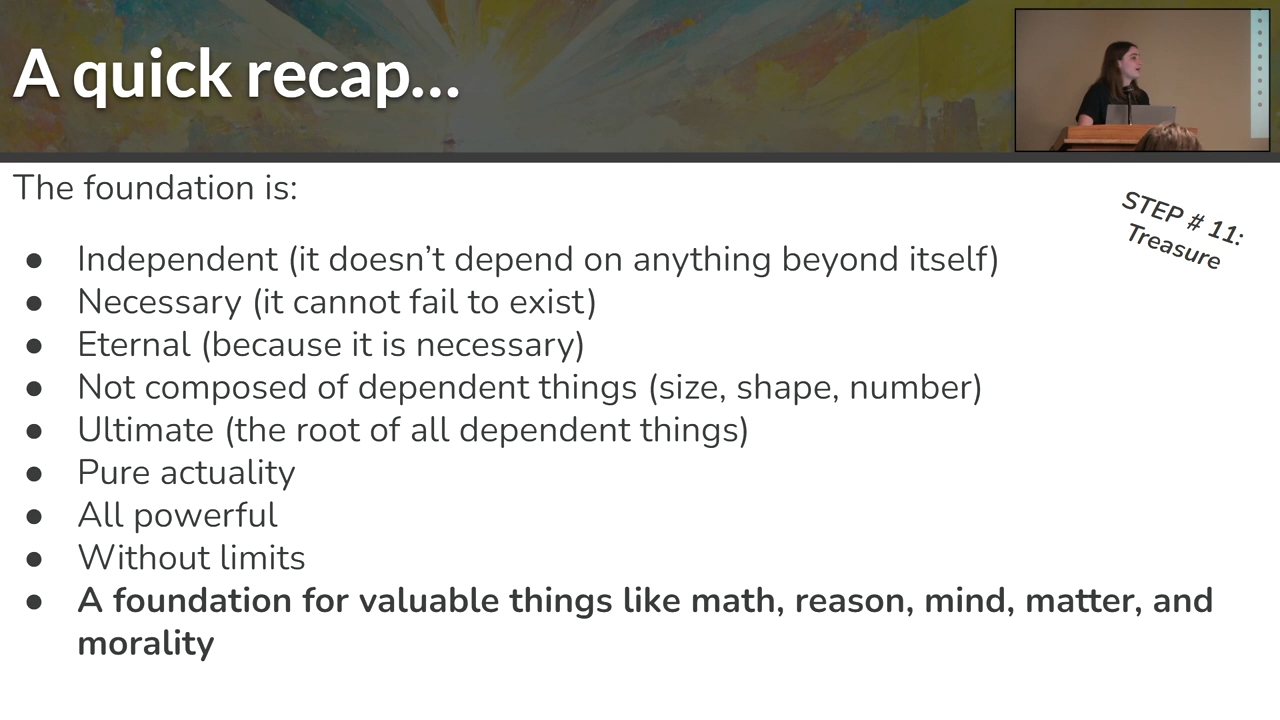 A quick recap...
The foundation is:
STEP # 11:
Treasure
● Independent (it doesn't depend on anything beyond itself)
● Necessary (it cannot fail to exist)
● Eternal (because it is necessary)
● Not composed of dependent things (size, shape, number)
● Ultimate (the root of all dependent things)
● Pure actuality
● All powerful
● Without limits
● A foundation for valuable things like math, reason, mind, matter, and
morality